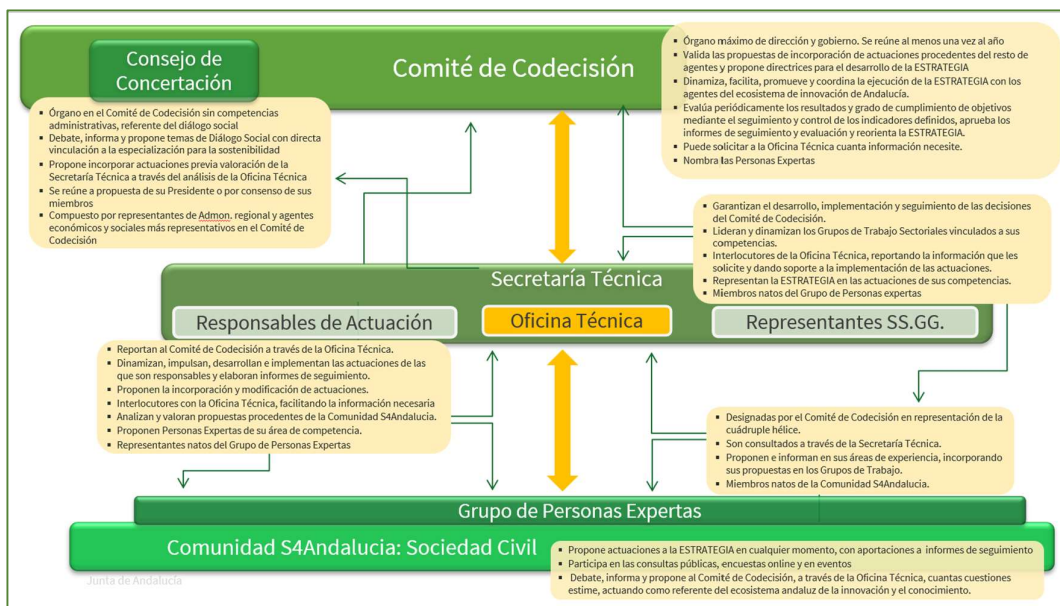 Consejo de
Concertación
Comité de Codecisión
▪ Órgano máximo de dirección y gobierno. Se reúne al menos una vez al año
▪ Valida las propuestas de incorporación de actuaciones procedentes del resto de
agentes y propone directrices para el desarrollo de la ESTRATEGIA
▪ Dinamiza, facilita, promueve y coordina la ejecución de la ESTRATEGIA con los
agentes del ecosistema de innovación de Andalucía.
▪ Evalúa periódicamente los resultados y grado de cumplimiento de objetivos
mediante el seguimiento y control de los indicadores definidos, aprueba los
informes de seguimiento y evaluación y reorienta la ESTRATEGIA.
▪ Puede solicitar a la Oficina Técnica cuanta información necesite.
▪ Nombra las Personas Expertas
▪ Órgano en el Comité de Codecisión sin competencias
administrativas, referente del diálogo social
▪ Debate, informa y propone temas de Diálogo Social con directa
vinculación a la especialización para la sostenibilidad
▪ Propone incorporar actuaciones previa valoración de la
Secretaría Técnica a través del análisis de la Oficina Técnica
▪ Se reúne a propuesta de su Presidente o por consenso de sus
miembros
▪ Compuesto por representantes de Admon. regional y agentes
económicos y sociales más representativos en el Comité de
Codecisión
▪ Garantizan el desarrollo, implementación y seguimiento de las decisiones
del Comité de Codecisión.
▪ Lideran y dinamizan los Grupos de Trabajo Sectoriales vinculados a sus
competencias.
▪ Interlocutores de la Oficina Técnica, reportando la información que les
solicite y dando soporte a la implementación de las actuaciones.
▪ Representan la ESTRATEGIA en las actuaciones de sus competencias.
▪ Miembros natos del Grupo de Personas expertas
Secretaría Técnica
Responsables de Actuación
Oficina Técnica
Representantes SS.GG.
▪ Reportan al Comité de Codecisión a través de la Oficina Técnica.
▪ Dinamizan, impulsan, desarrollan e implementan las actuaciones de las
que son responsables y elaboran informes de seguimiento.
▪ Proponen la incorporación y modificación de actuaciones.
▪ Interlocutores con la Oficina Técnica, facilitando la información necesaria
▪ Analizan y valoran propuestas procedentes de la Comunidad S4Andalucia.
▪ Proponen Personas Expertas de su área de competencia.
▪ Representantes natos del Grupo de Personas Expertas
▪ Designadas por el Comité de Codecisión en representación de la
cuádruple hélice.
▪ Son consultados a través de la Secretaría Técnica.
▪ Proponen e informan en sus áreas de experiencia, incorporando
sus propuestas en los Grupos de Trabajo.
▪ Miembros natos de la Comunidad S4Andalucia.
Grupo de Personas Expertas
Comunidad S4Andalucia: Sociedad Civil
▪ Propone actuaciones a la ESTRATEGIA en cualquier momento, con aportaciones a informes de seguimiento
▪ Participa en las consultas públicas, encuestas online y en eventos
▪ Debate, informa y propone al Comité de Codecisión, a través de la Oficina Técnica, cuantas cuestiones
estime, actuando como referente del ecosistema andaluz de la innovación y el conocimiento.
Junta de Andalucía